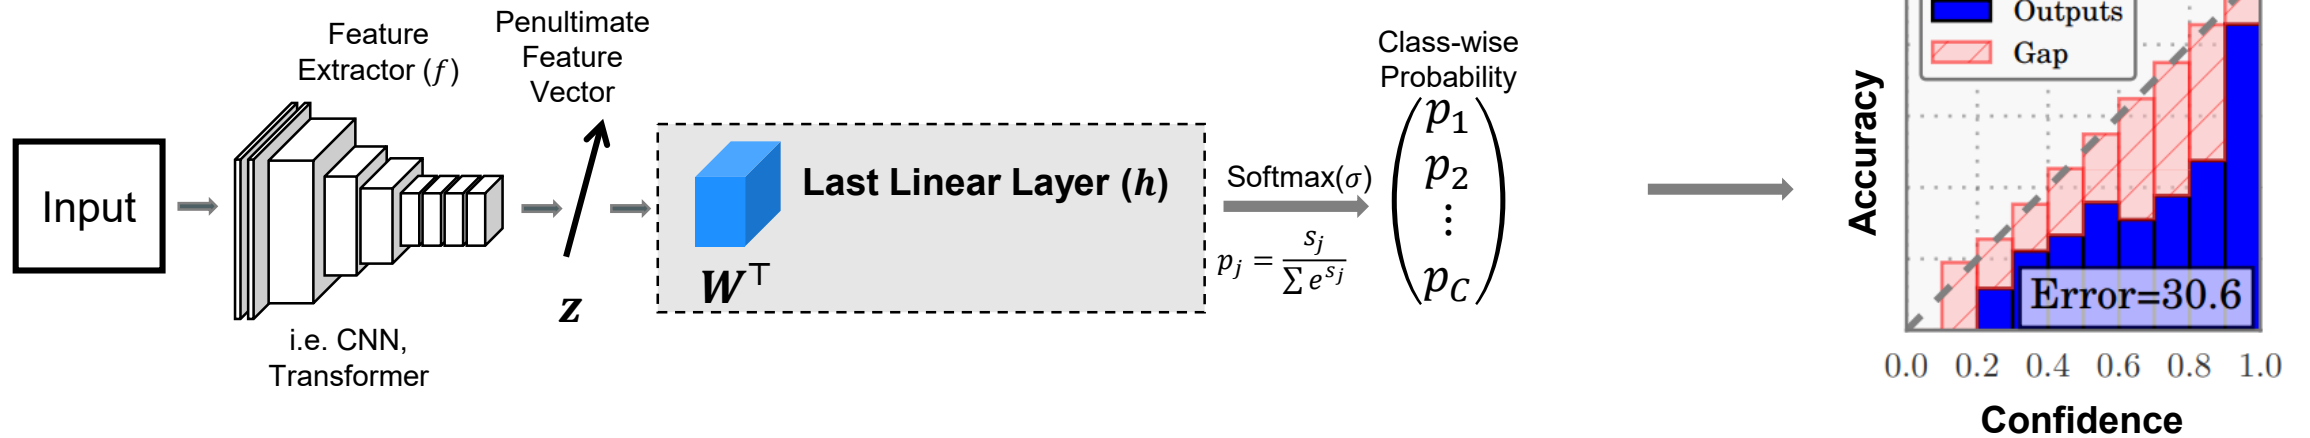 Feature
Extractor (f)
Penultimate
Feature
Vector
Input
i.e. CNN,
Transformer
z
Last Linear Layer (h)
W⊤
Softmax(σ)
p_j = s_j / ∑ e^{s_j}
Class-wise
Probability
p_1
p_2
⋮
p_C
Outputs
Gap
Accuracy
Error=30.6
0.0 0.2 0.4 0.6 0.8 1.0
Confidence